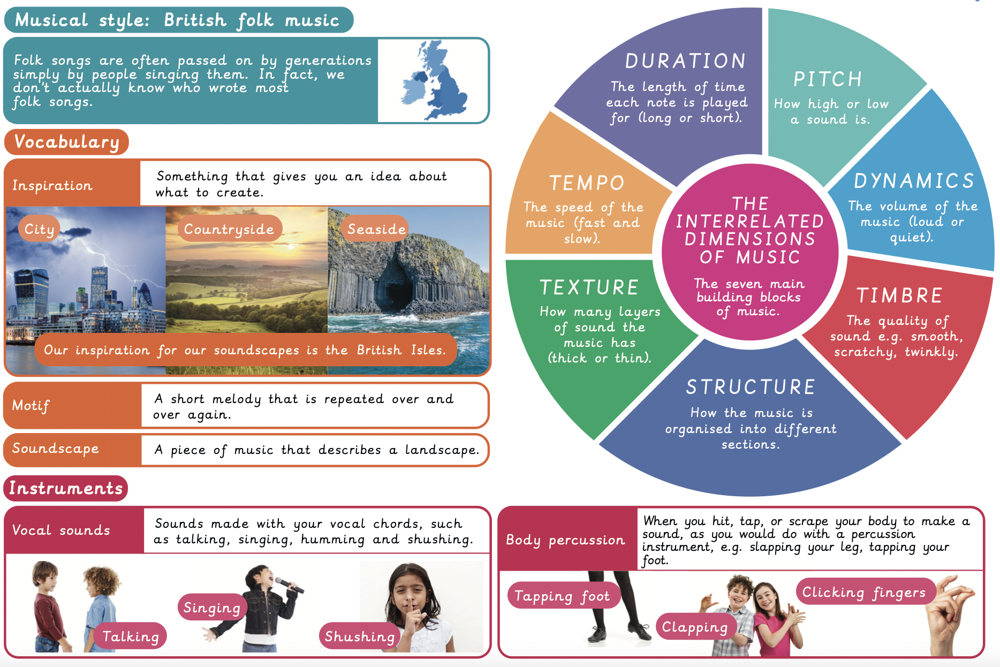 Musical style: British folk music
Folk songs are often passed on by generations
simply by people singing them. In fact, we
don't actually know who wrote most
folk songs.
Vocabulary
Inspiration
Something that gives you an idea about
what to create.
City
Countryside
Seaside
Our inspiration for our soundscapes is the British Isles.
Motif
A short melody that is repeated over and
over again.
Soundscape
A piece of music that describes a landscape.
Instruments
Vocal sounds
Sounds made with your vocal chords, such
as talking, singing, humming and shushing.
Talking
Singing
Shushing
DURATION
The length of time
each note is played
for (long or short).
PITCH
How high or low
a sound is.
DYNAMICS
The volume of the
music (loud or
quiet).
TIMBRE
The quality of
sound e.g. smooth,
scratchy, twinkly.
STRUCTURE
How the music is
organised into different
sections.
TEXTURE
How many layers
of sound the
music has
(thick or thin).
TEMPO
The speed of the
music (fast and
slow).
THE
INTERRELATED
DIMENSIONS
OF MUSIC
The seven main
building blocks
of music.
Body percussion
When you hit, tap, or scrape your body to make a
sound, as you would do with a percussion
instrument, e.g. slapping your leg, tapping your
foot.
Tapping foot
Clapping
Clicking fingers